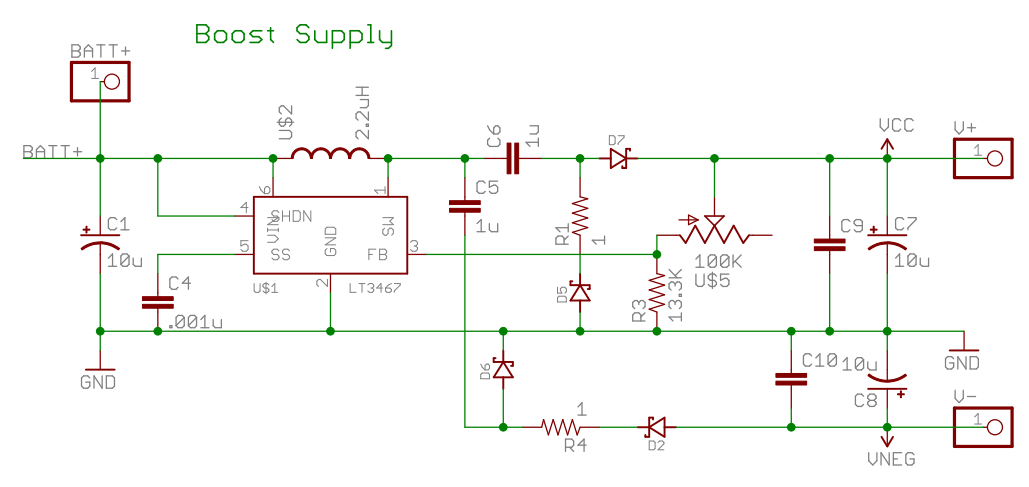 Boost Supply
BATT+
1
BATT+
U$2
2.2uH
C6
1u
D7
VCC
V+
1
C1
10u
6
1
4
SHDN
VIN
GND
SW
5
SS
FB
3
2
U$1
LT3467
C4
.001u
C5
1u
R1
1
D5
100K
U$5
R3
13.3K
C9
C7
10u
GND
GND
D6
C10
10u
C8
V-
1
1
R4
D2
VNEG